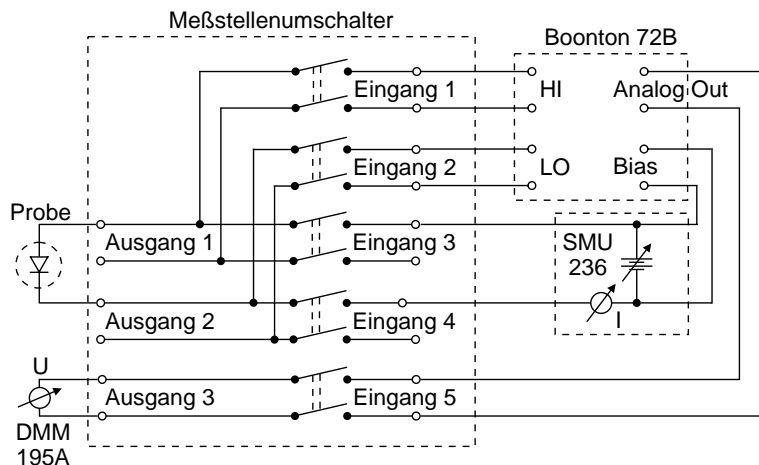 Meßstellenumschalter
Boonton 72B
Eingang 1
HI
Analog Out
Eingang 2
LO
Bias
Probe
Ausgang 1
Eingang 3
SMU
236
Ausgang 2
Eingang 4
I
U
Ausgang 3
Eingang 5
DMM
195A